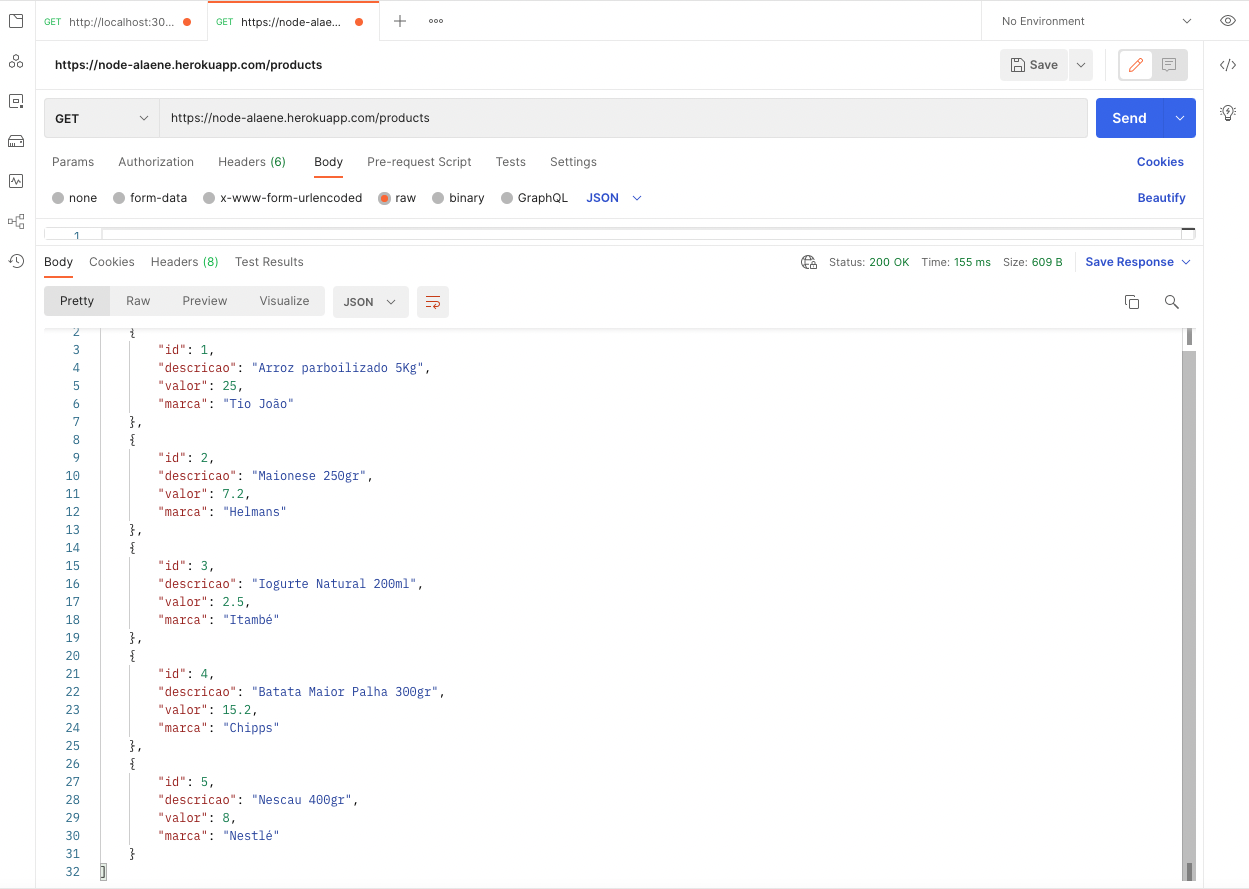 GET http://localhost:30...
GET https://node-alaene...
No Environment
https://node-alaene.herokuapp.com/products
Save
GET
https://node-alaene.herokuapp.com/products
Send
Params Authorization Headers (6) Body Pre-request Script Tests Settings Cookies
none form-data x-www-form-urlencoded raw binary GraphQL JSON Beautify
1
Body Cookies Headers (8) Test Results Status: 200 OK Time: 155 ms Size: 609 B Save Response
Pretty Raw Preview Visualize JSON
2 {
3 "id": 1,
4 "descricao": "Arroz parboilizado 5Kg",
5 "valor": 25,
6 "marca": "Tio João"
7 },
8 {
9 "id": 2,
10 "descricao": "Maionese 250gr",
11 "valor": 7.2,
12 "marca": "Helmans"
13 },
14 {
15 "id": 3,
16 "descricao": "Iogurte Natural 200ml",
17 "valor": 2.5,
18 "marca": "Itambé"
19 },
20 {
21 "id": 4,
22 "descricao": "Batata Maior Palha 300gr",
23 "valor": 15.2,
24 "marca": "Chipps"
25 },
26 {
27 "id": 5,
28 "descricao": "Nescau 400gr",
29 "valor": 8,
30 "marca": "Nestlé"
31 }
32 ]